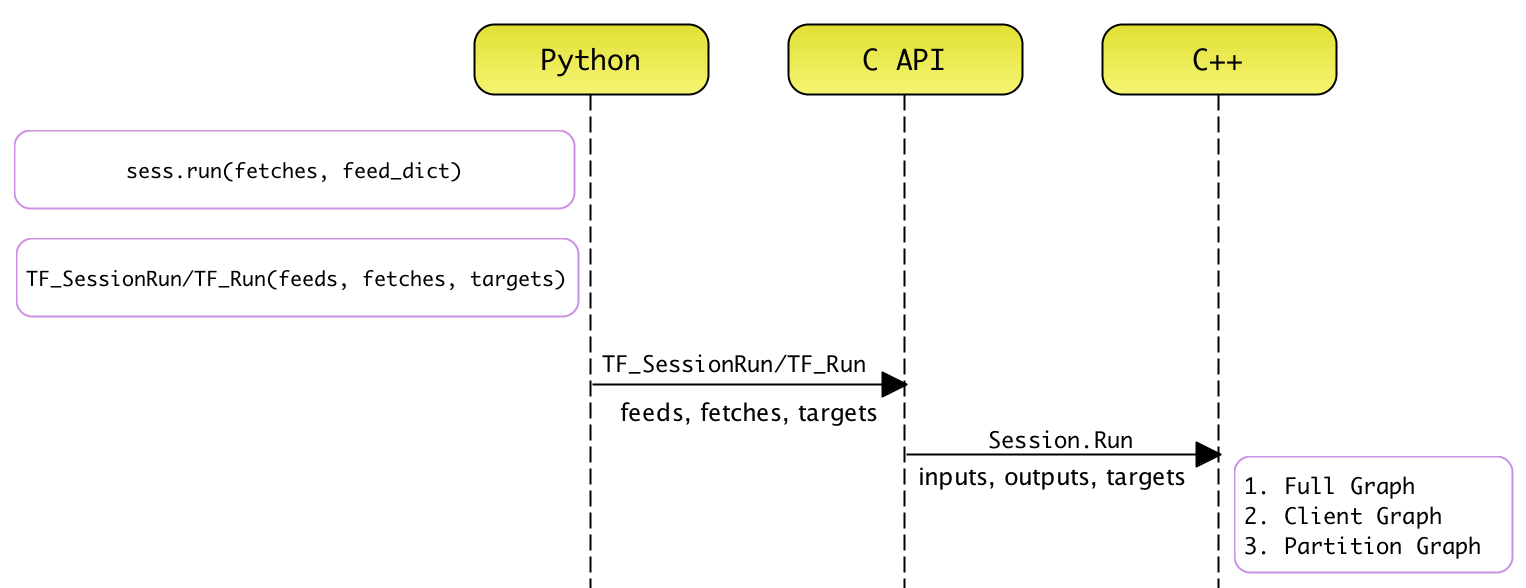 Python
C API
C++
sess.run(fetches, feed_dict)
TF_SessionRun/TF_Run(feeds, fetches, targets)
TF_SessionRun/TF_Run
feeds, fetches, targets
Session.Run
inputs, outputs, targets
1. Full Graph
2. Client Graph
3. Partition Graph